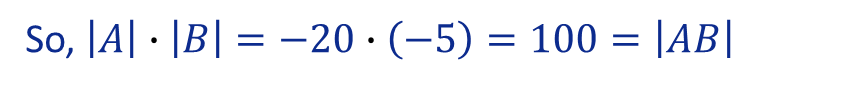 So, |A| · |B| = −20 · (−5) = 100 = |AB|